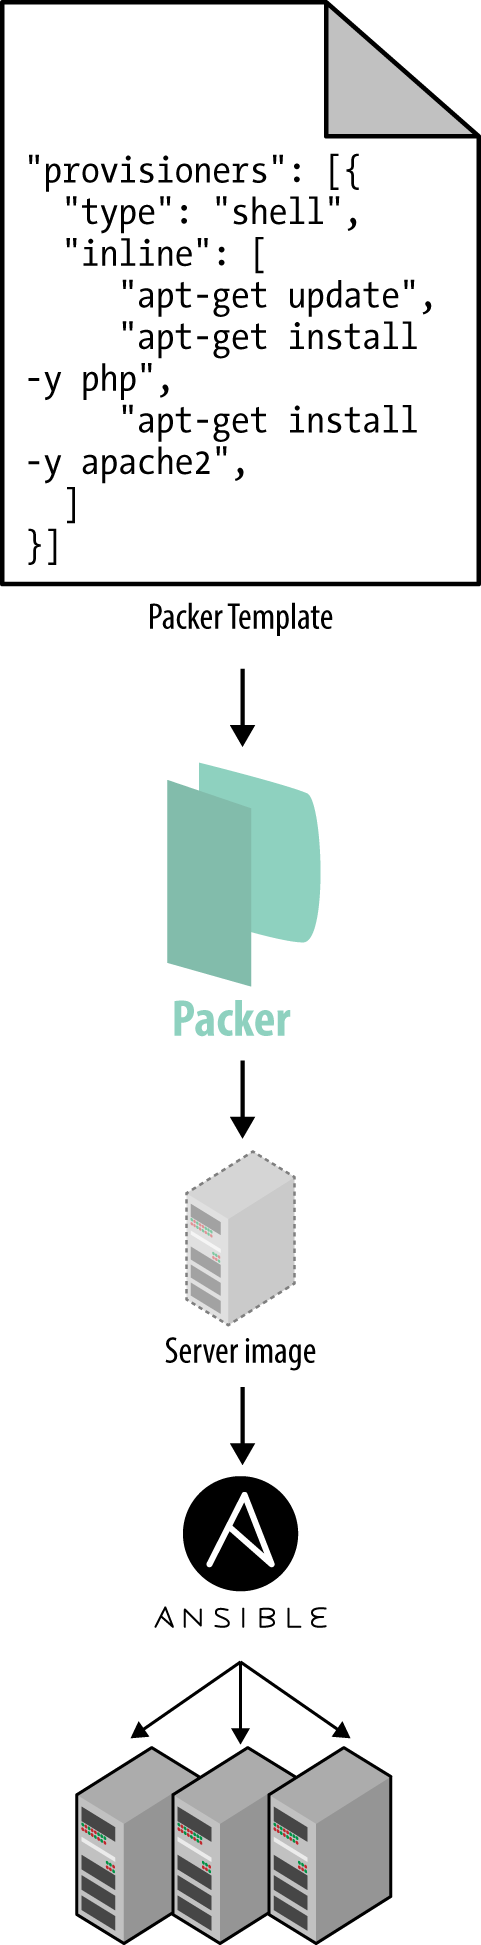 "provisioners": [{
  "type": "shell",
  "inline": [
     "apt-get update",
     "apt-get install
-y php",
     "apt-get install
-y apache2",
  ]
}]
Packer Template
Packer
Server image
ANSIBLE